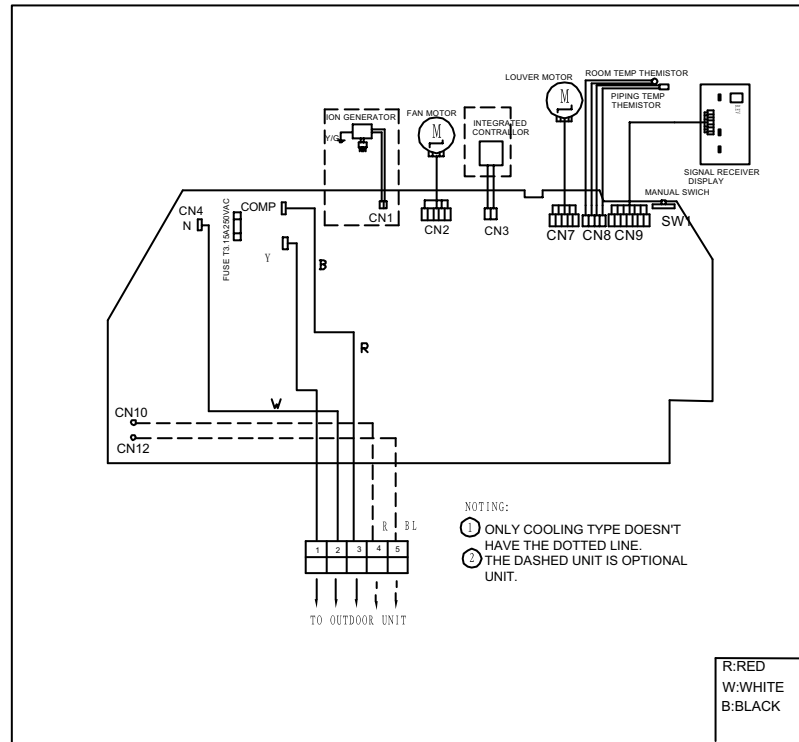 LOUVER MOTOR
ROOM TEMP THEMISTOR
PIPING TEMP
THEMISTOR
ION GENERATOR
Y/G
FAN MOTOR
M
INTEGRATED
CONTRALLOR
M
KEY
SIGNAL RECEIVER
DISPLAY
MANUAL SWICH
CN4
N
FUSE T3.15A250VAC
COMP
CN1
CN2
CN3
CN7
CN8
CN9
SW1
Y
B
R
W
CN10
CN12
R
BL
1
2
3
4
5
TO OUTDOOR UNIT
NOTING:
1 ONLY COOLING TYPE DOESN'T
HAVE THE DOTTED LINE.
2 THE DASHED UNIT IS OPTIONAL
UNIT.
R:RED
W:WHITE
B:BLACK